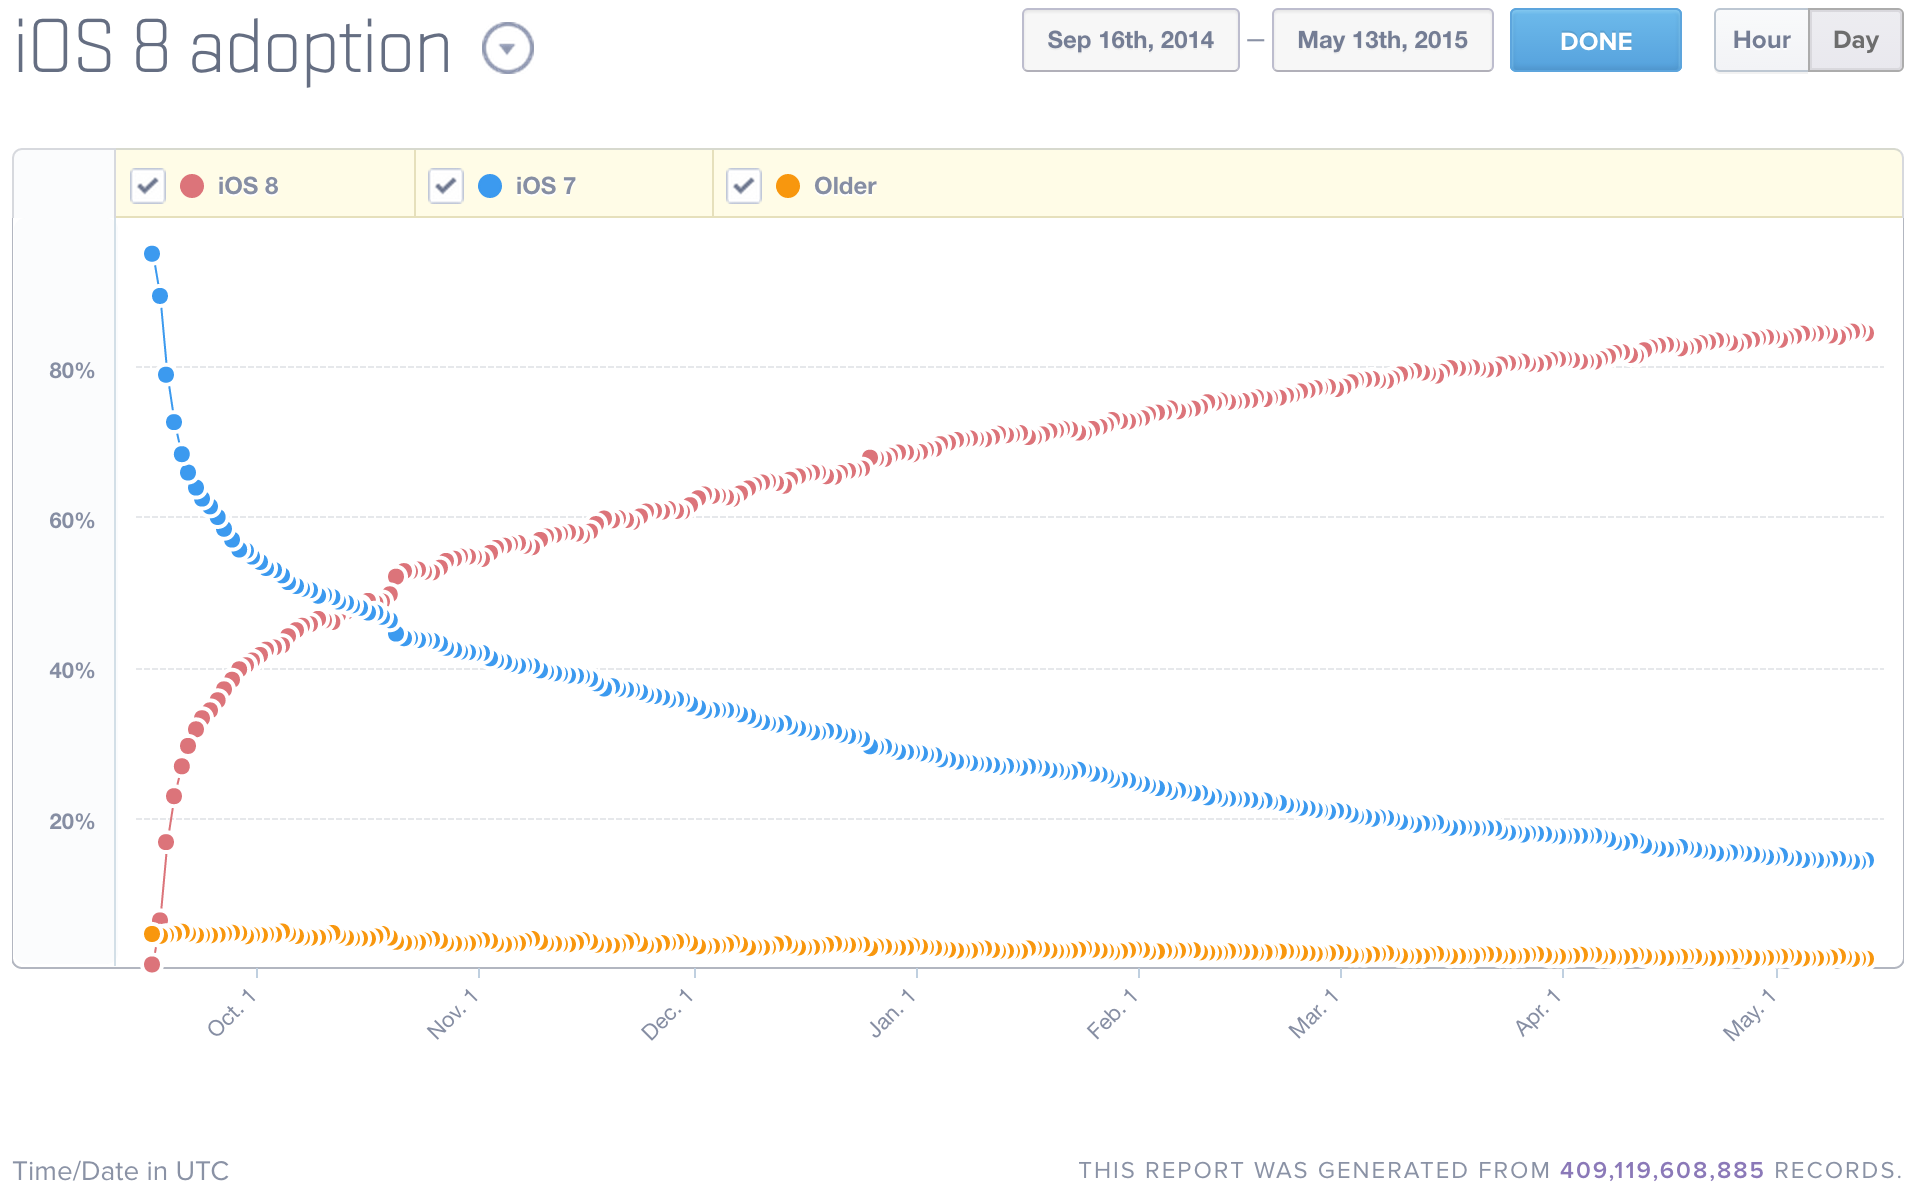 iOS 8 adoption
Sep 16th, 2014 – May 13th, 2015 DONE Hour Day
iOS 8 iOS 7 Older
80%
60%
40%
20%
Oct. 1 Nov. 1 Dec. 1 Jan. 1 Feb. 1 Mar. 1 Apr. 1 May. 1
Time/Date in UTC
THIS REPORT WAS GENERATED FROM 409,119,608,885 RECORDS.